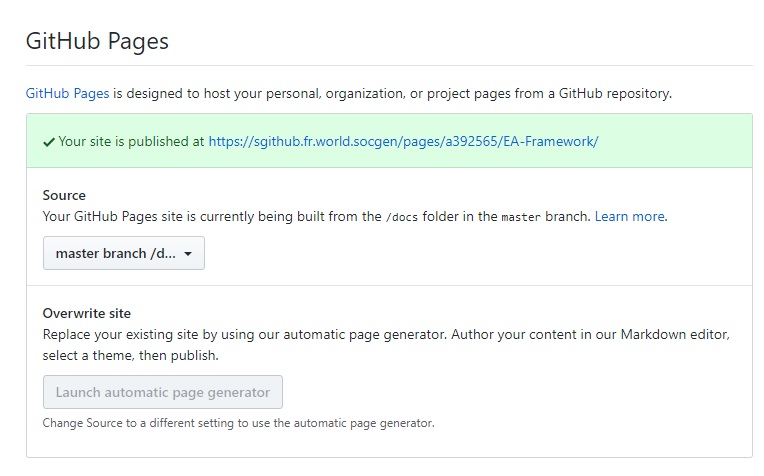 GitHub Pages
GitHub Pages is designed to host your personal, organization, or project pages from a GitHub repository.
Your site is published at https://sgithub.fr.world.socgen/pages/a392565/EA-Framework/
Source
Your GitHub Pages site is currently being built from the /docs folder in the master branch. Learn more.
master branch /d...
Overwrite site
Replace your existing site by using our automatic page generator. Author your content in our Markdown editor,
select a theme, then publish.
Launch automatic page generator
Change Source to a different setting to use the automatic page generator.